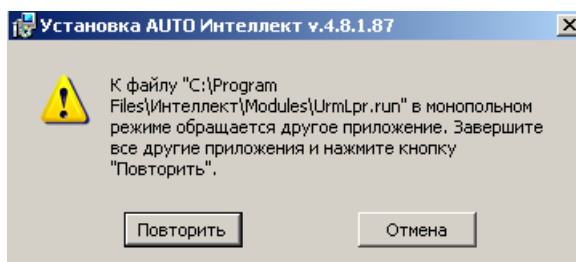 Установка AUTO Интеллект v.4.8.1.87
К файлу "C:\Program
Files\Интеллект\Modules\UrmLpr.run" в монопольном
режиме обращается другое приложение. Завершите
все другие приложения и нажмите кнопку
"Повторить".
Повторить
Отмена